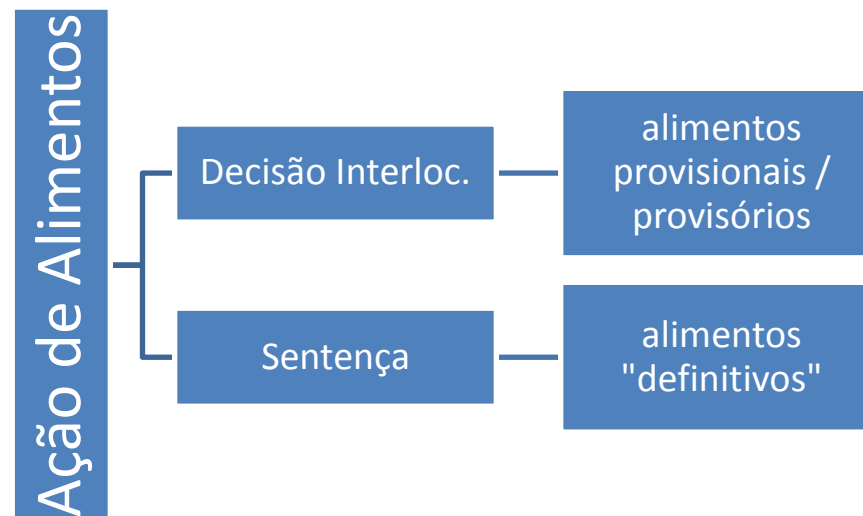 Ação de Alimentos
Decisão Interloc.
alimentos
provisionais /
provisórios
Sentença
alimentos
"definitivos"